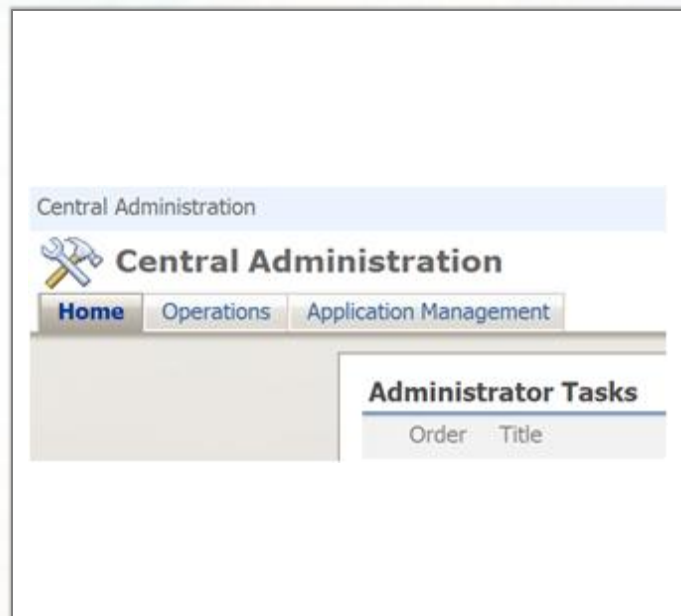 Central Administration
Central Administration
Home Operations Application Management
Administrator Tasks
Order Title